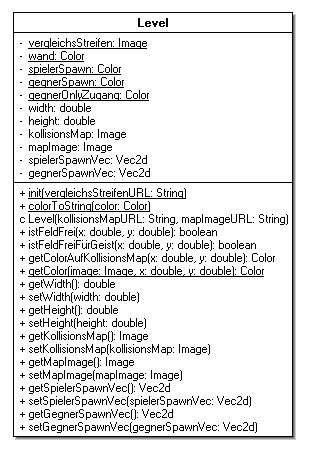 Level
- vergleichsStreifen: Image
- wand: Color
- spielerSpawn: Color
- gegnerSpawn: Color
- gegnerOnlyZugang: Color
- width: double
- height: double
- kollisionsMap: Image
- mapImage: Image
- spielerSpawnVec: Vec2d
- gegnerSpawnVec: Vec2d
+ init(vergleichsStreifenURL: String)
+ colorToString(color: Color)
c Level(kollisionsMapURL: String, mapImageURL: String)
+ istFeldFrei(x: double, y: double): boolean
+ istFeldFreiFürGeist(x: double, y: double): boolean
+ getColorAufKollisionsMap(x: double, y: double): Color
+ getColor(image: Image, x: double, y: double): Color
+ getWidth(): double
+ setWidth(width: double)
+ getHeight(): double
+ setHeight(height: double)
+ getKollisionsMap(): Image
+ setKollisionsMap(kollisionsMap: Image)
+ getMapImage(): Image
+ setMapImage(mapImage: Image)
+ getSpielerSpawnVec(): Vec2d
+ setSpielerSpawnVec(spielerSpawnVec: Vec2d)
+ getGegnerSpawnVec(): Vec2d
+ setGegnerSpawnVec(gegnerSpawnVec: Vec2d)